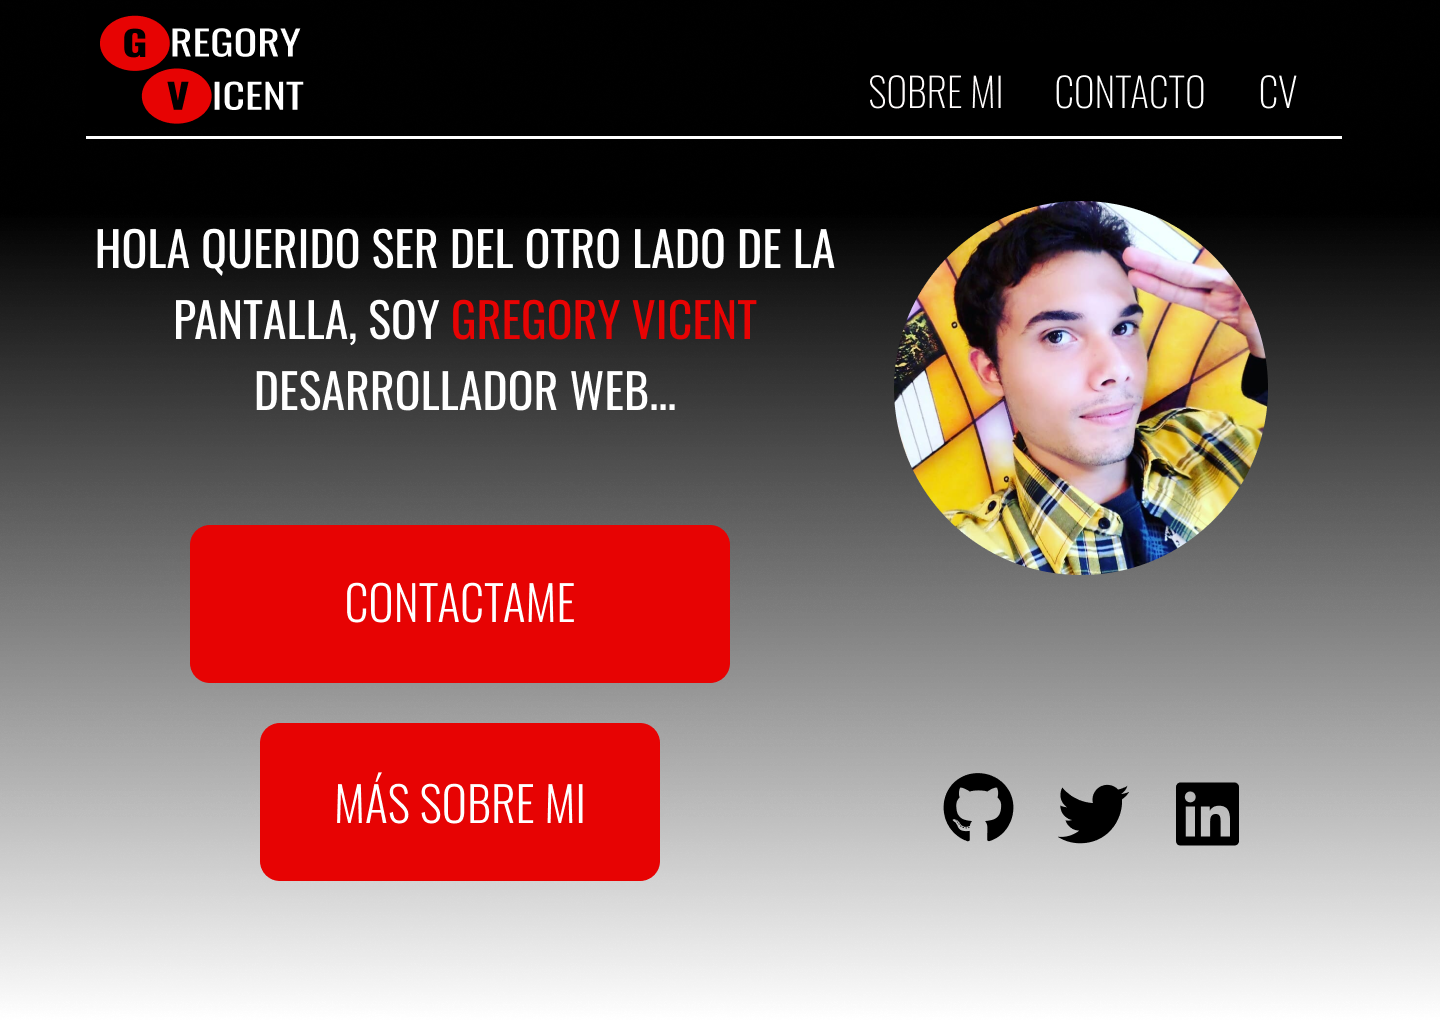 GREGORY
VICENT
SOBRE MI CONTACTO CV
HOLA QUERIDO SER DEL OTRO LADO DE LA
PANTALLA, SOY GREGORY VICENT
DESARROLLADOR WEB...
CONTACTAME
MÁS SOBRE MI
in